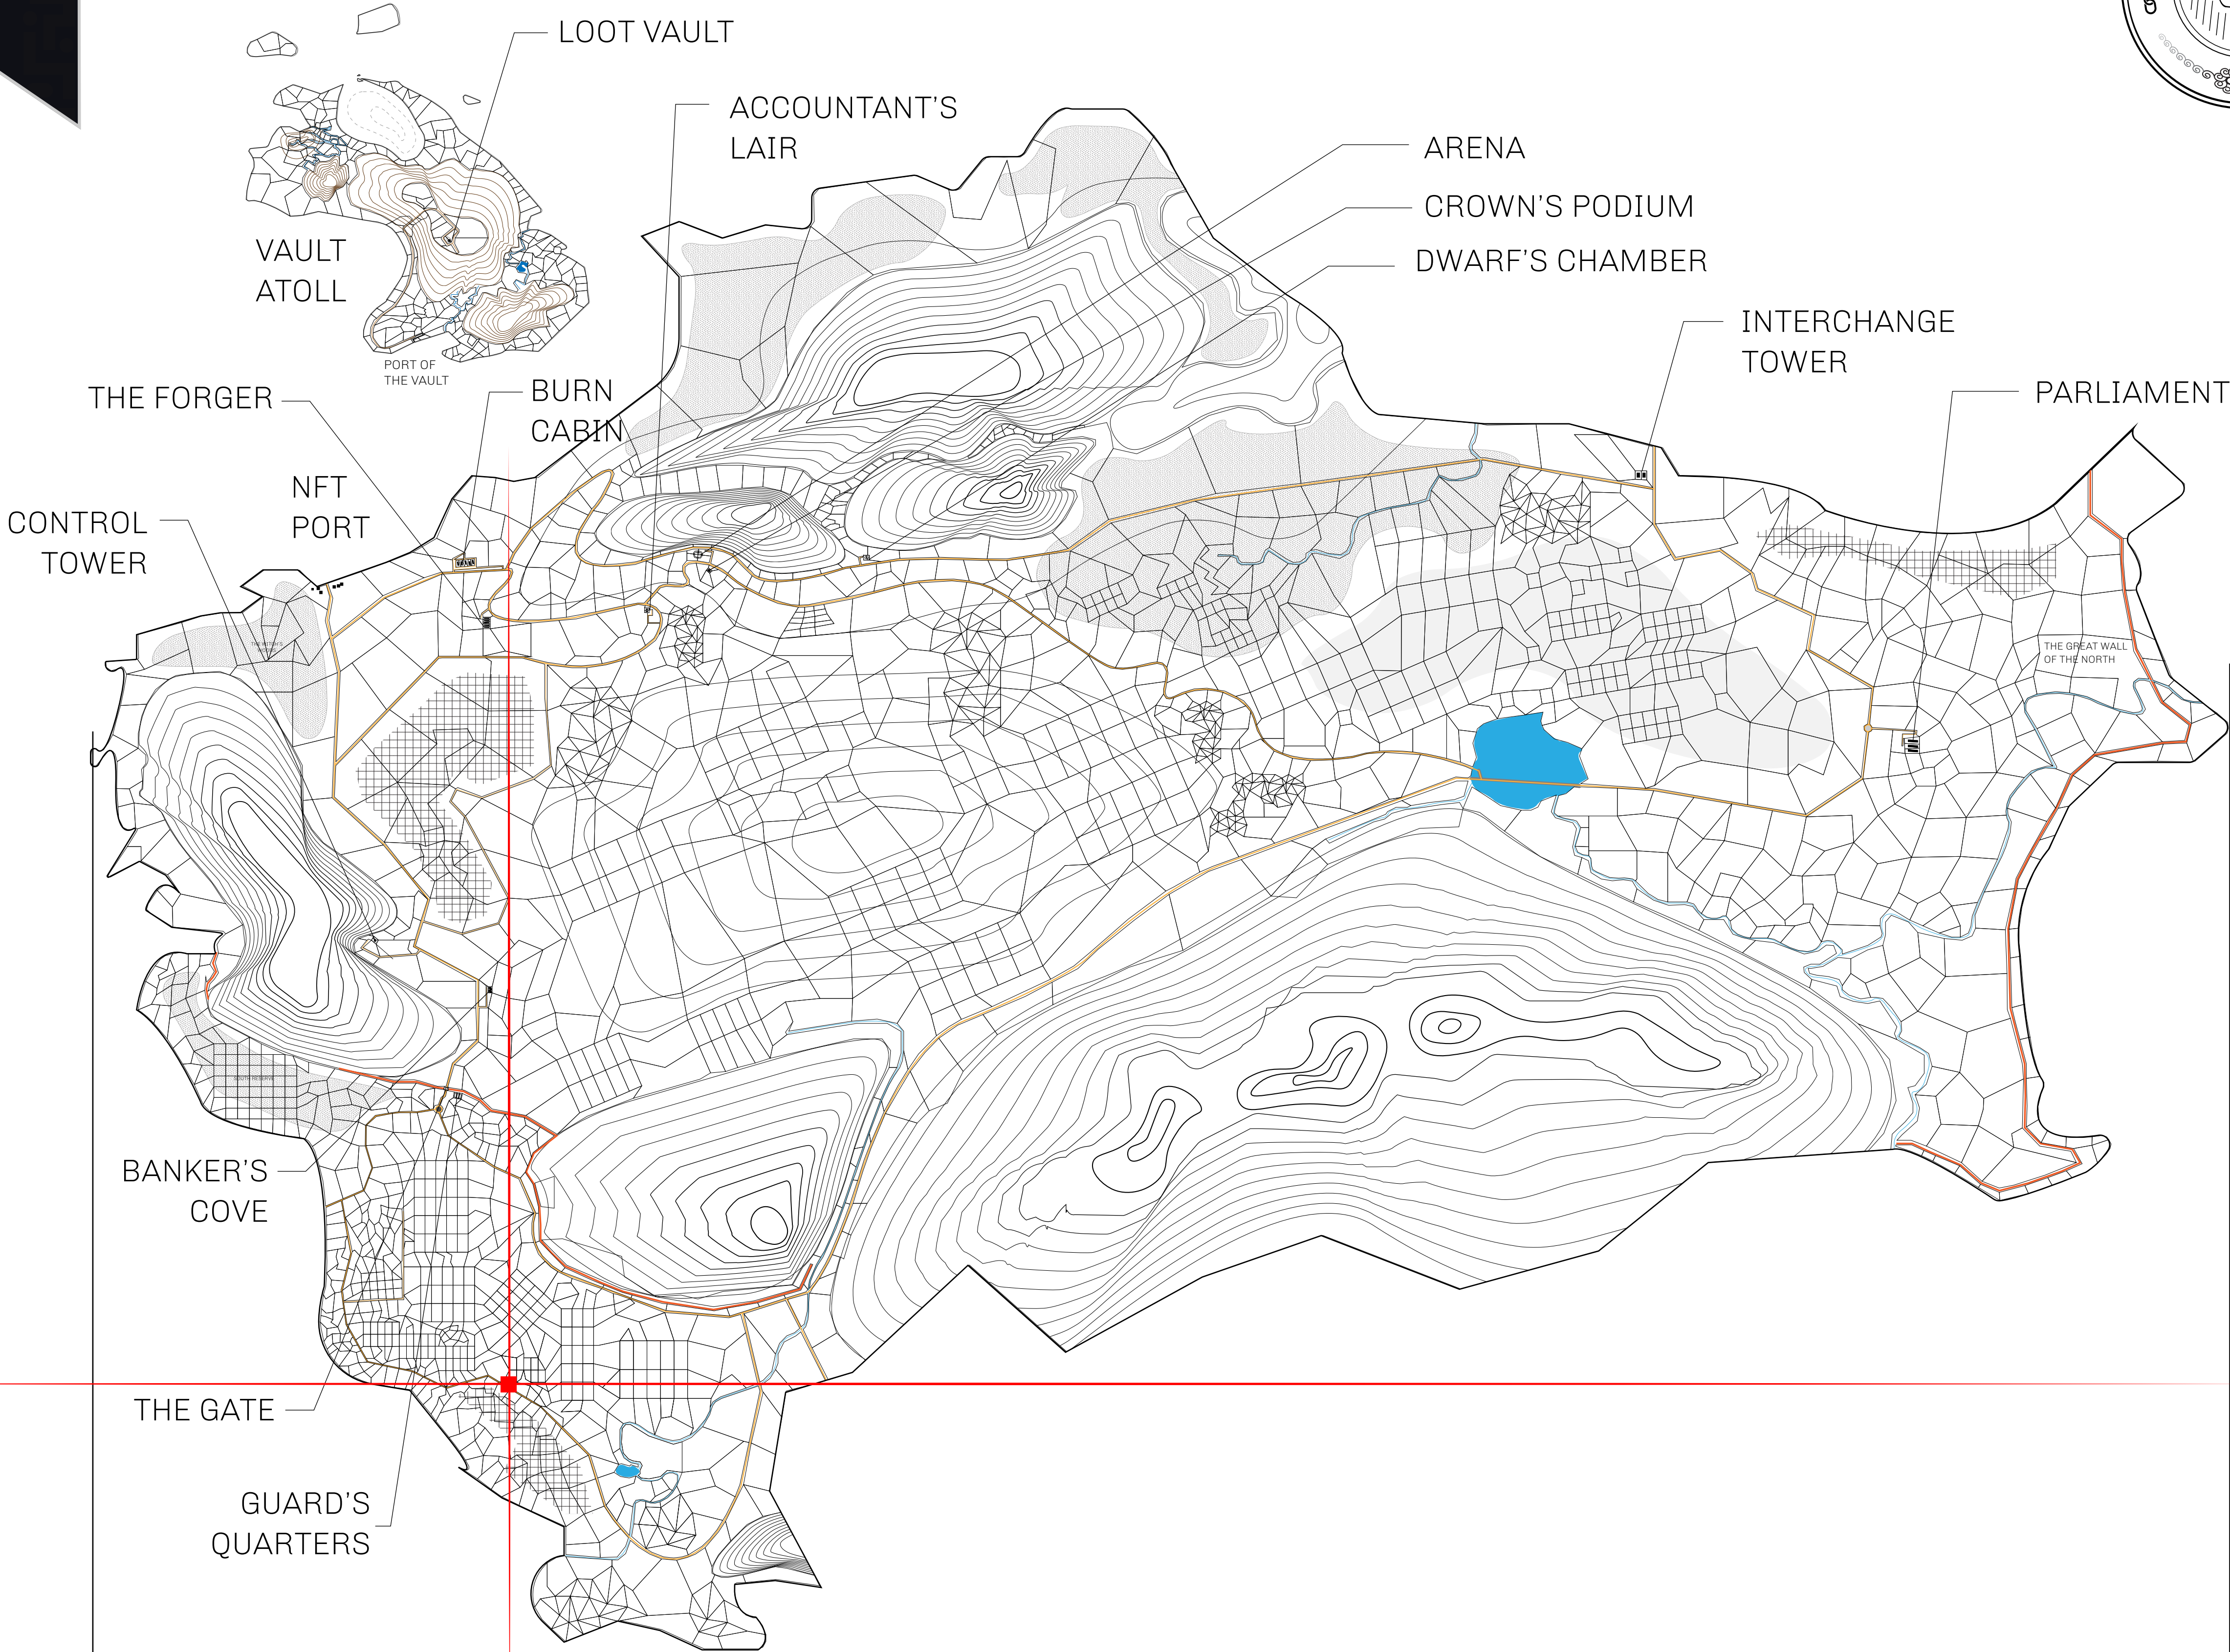 LOOT VAULT
ACCOUNTANT'S
LAIR
ARENA
CROWN'S PODIUM
DWARF'S CHAMBER
VAULT
ATOLL
INTERCHANGE
TOWER
PORT OF
THE VAULT
THE FORGER
BURN
CABIN
PARLIAMENT
NFT
PORT
CONTROL
TOWER
THE GREAT WALL
OF THE NORTH
SOUTH RESERVE
BANKER'S
COVE
THE GATE
GUARD'S
QUARTERS